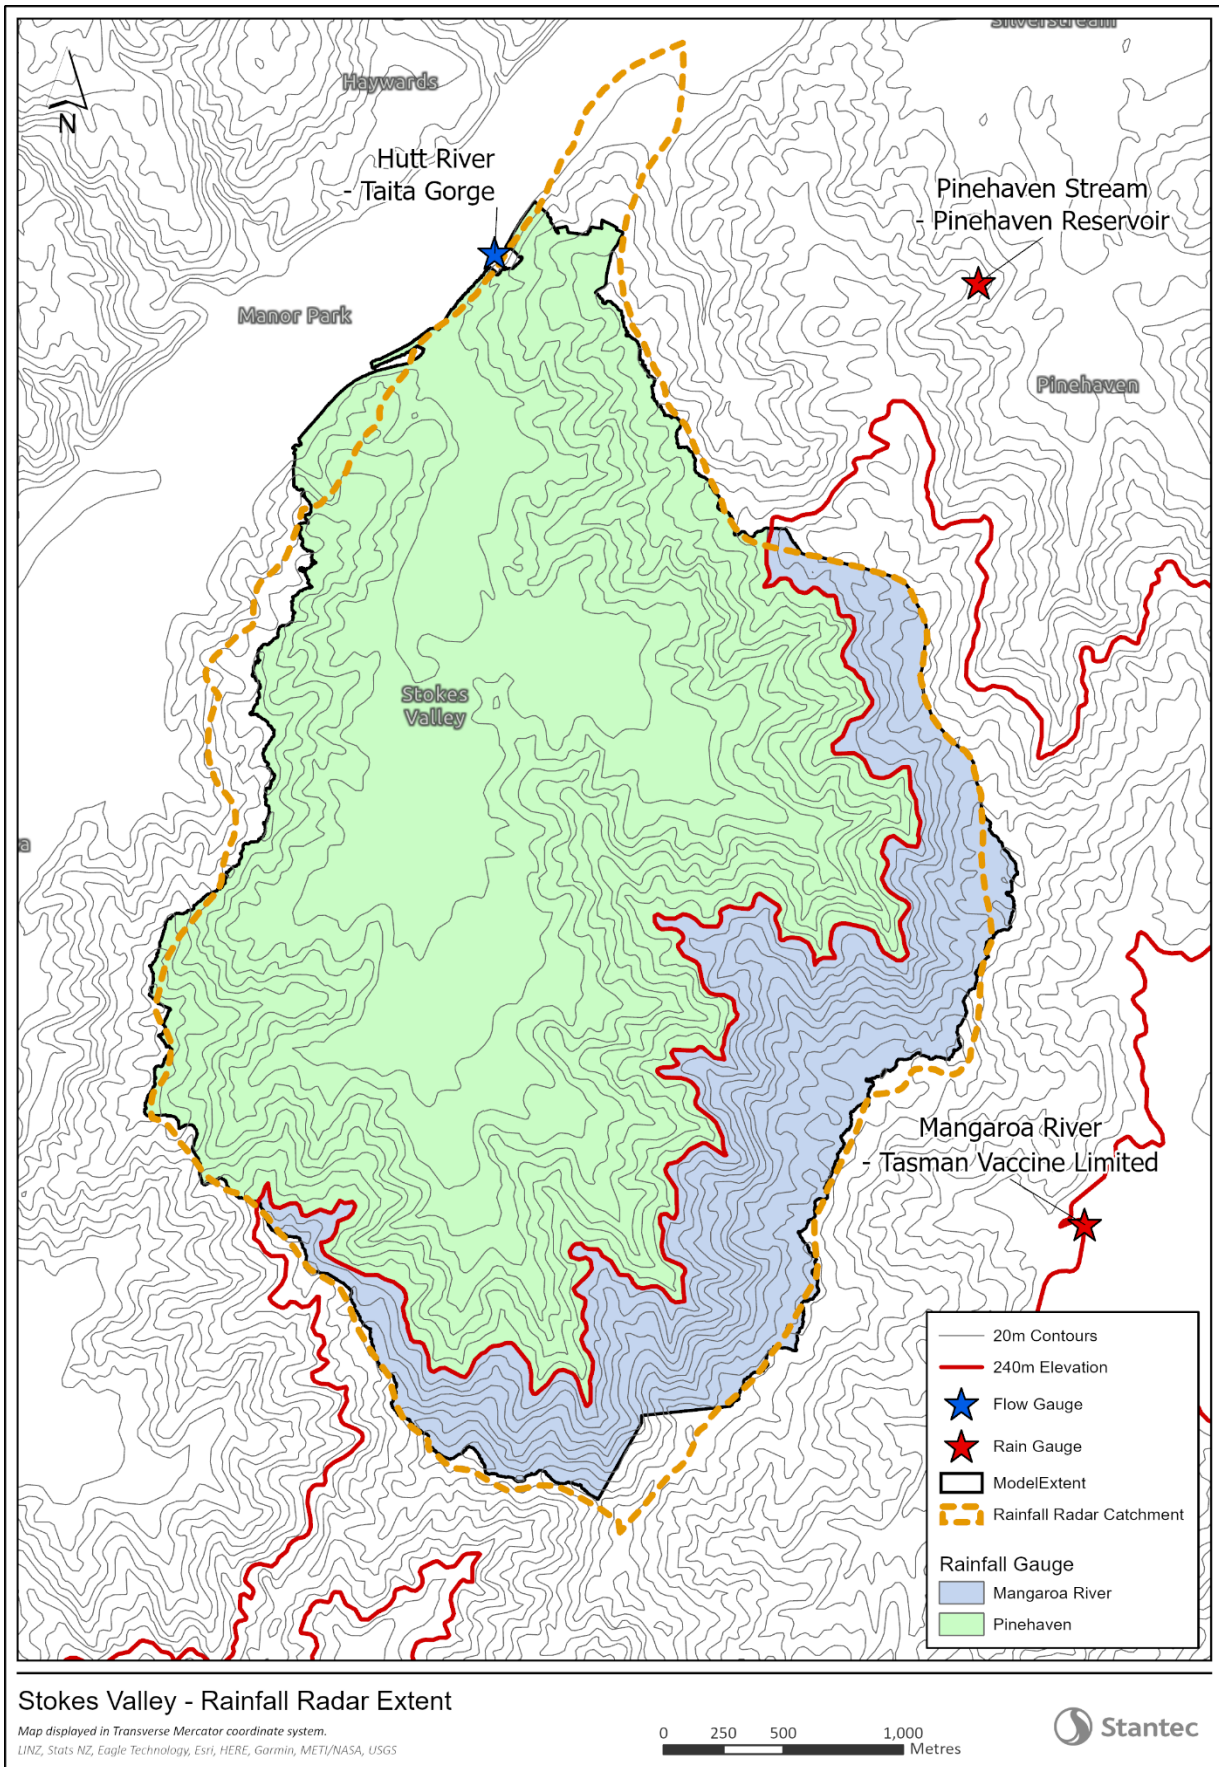 Silverstream
Haywards
N
Hutt River
- Taita Gorge
Pinehaven Stream
- Pinehaven Reservoir
Manor Park
Pinehaven
Stokes
Valley
Mangaroa River
- Tasman Vaccine Limited
20m Contours
240m Elevation
Flow Gauge
Rain Gauge
ModelExtent
Rainfall Radar Catchment
Rainfall Gauge
Mangaroa River
Pinehaven
Stokes Valley - Rainfall Radar Extent
Map displayed in Transverse Mercator coordinate system.
LINZ, Stats NZ, Eagle Technology, Esri, HERE, Garmin, METI/NASA, USGS
0 250 500 1,000
Metres
Stantec